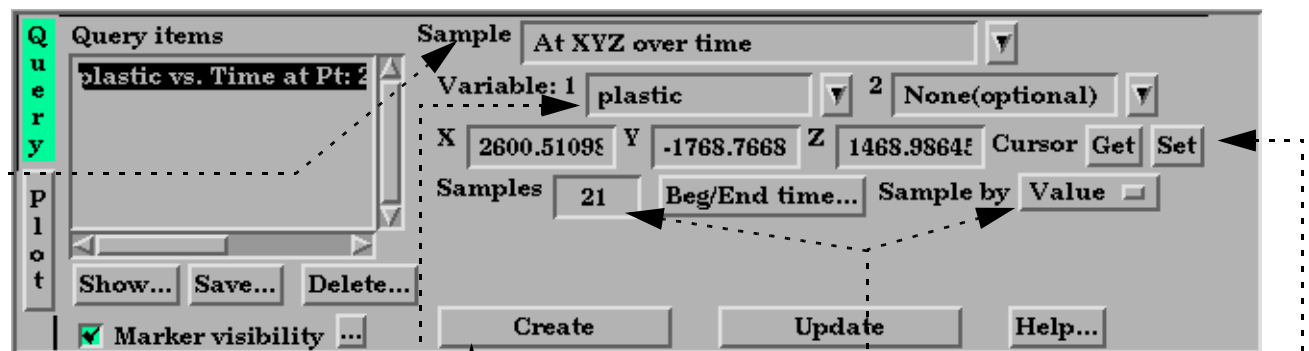 Query
Plot
Query items
plastic vs. Time at Pt: 2
Show... Save... Delete...
Marker visibility ...
Sample At XYZ over time
Variable: 1 plastic 2 None(optional)
X 2600.51098 Y -1768.7668 Z 1468.98645 Cursor Get Set
Samples 21 Beg/End time... Sample by Value
Create Update Help...